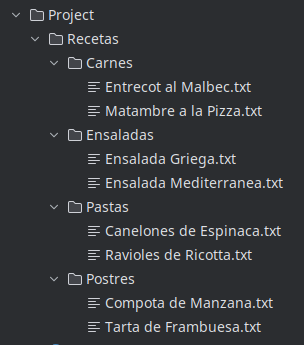 Project
Recetas
Carnes
Entrecot al Malbec.txt
Matambre a la Pizza.txt
Ensaladas
Ensalada Griega.txt
Ensalada Mediterranea.txt
Pastas
Canelones de Espinaca.txt
Ravioles de Ricotta.txt
Postres
Compota de Manzana.txt
Tarta de Frambuesa.txt